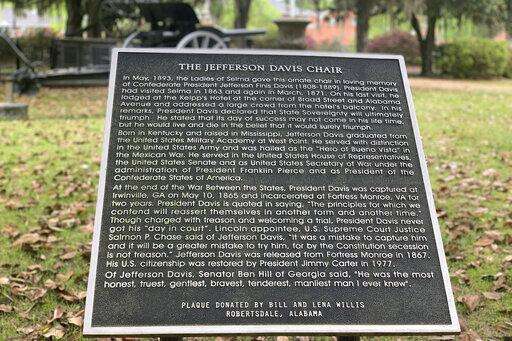 THE JEFFERSON DAVIS CHAIR
In May, 1893, the Ladies of Selma gave this ornate chair in loving memory
of Confederate President Jefferson Finis Davis (1808-1889). President Davis
had visited Selma in 1863 and again in March, 1871. On his last visit, he
lodged at the Keipp's Hotel at the corner of Broad Street and Alabama
Avenue and addressed a large crowd from the hotel's balcony. In his
remarks, President Davis declared that State Sovereignty will ultimately
triumph. He stated that its day of success may not come in his life time,
but he would live and die in the belief that it would surely triumph.
Born in Kentucky and raised in Mississippi, Jefferson Davis graduated from
the United States Military Academy at West Point. He served with distinction
in the United States Army and was hailed as the "Hero of Buena Vista" in
the Mexican War. He served in the United States House of Representatives,
the United States Senate and as United States Secretary of War under the
administration of President Franklin Pierce and as President of the
Confederate States of America.
At the end of the War Between the States, President Davis was captured at
Irwinville, GA on May 10, 1865 and incarcerated at Fortress Monroe, VA for
two years. President Davis is quoted in saying, "The principles for which we
contend will reassert themselves in another form and another time."
Though charged with treason and welcoming a trial, President Davis never
got his "day in court". Lincoln appointee, U.S. Supreme Court Justice
Salmon P. Chase said of Jefferson Davis, "It was a mistake to capture him
and it will be a greater mistake to try him, for by the Constitution secession
is not treason." Jefferson Davis was released from Fortress Monroe in 1867.
His U.S. citizenship was restored by President Jimmy Carter in 1977.
Of Jefferson Davis, Senator Ben Hill of Georgia said, "He was the most
honest, truest, gentlest, bravest, tenderest, manliest man I ever knew".
PLAQUE DONATED BY BILL AND LENA WILLIS
ROBERTSDALE, ALABAMA